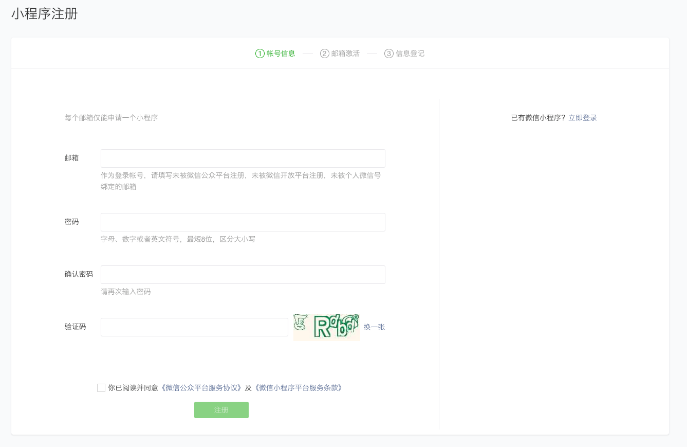 小程序注册
1 帐号信息 2 邮箱激活 3 信息登记
每个邮箱仅能申请一个小程序
已有微信小程序？立即登录
邮箱
作为登录帐号，请填写未被微信公众平台注册，未被微信开放平台注册，未被个人微信号
绑定的邮箱
密码
字母、数字或者英文符号，最短8位，区分大小写
确认密码
请再次输入密码
验证码 换一张
你已阅读并同意《微信公众平台服务协议》及《微信小程序平台服务条款》
注册